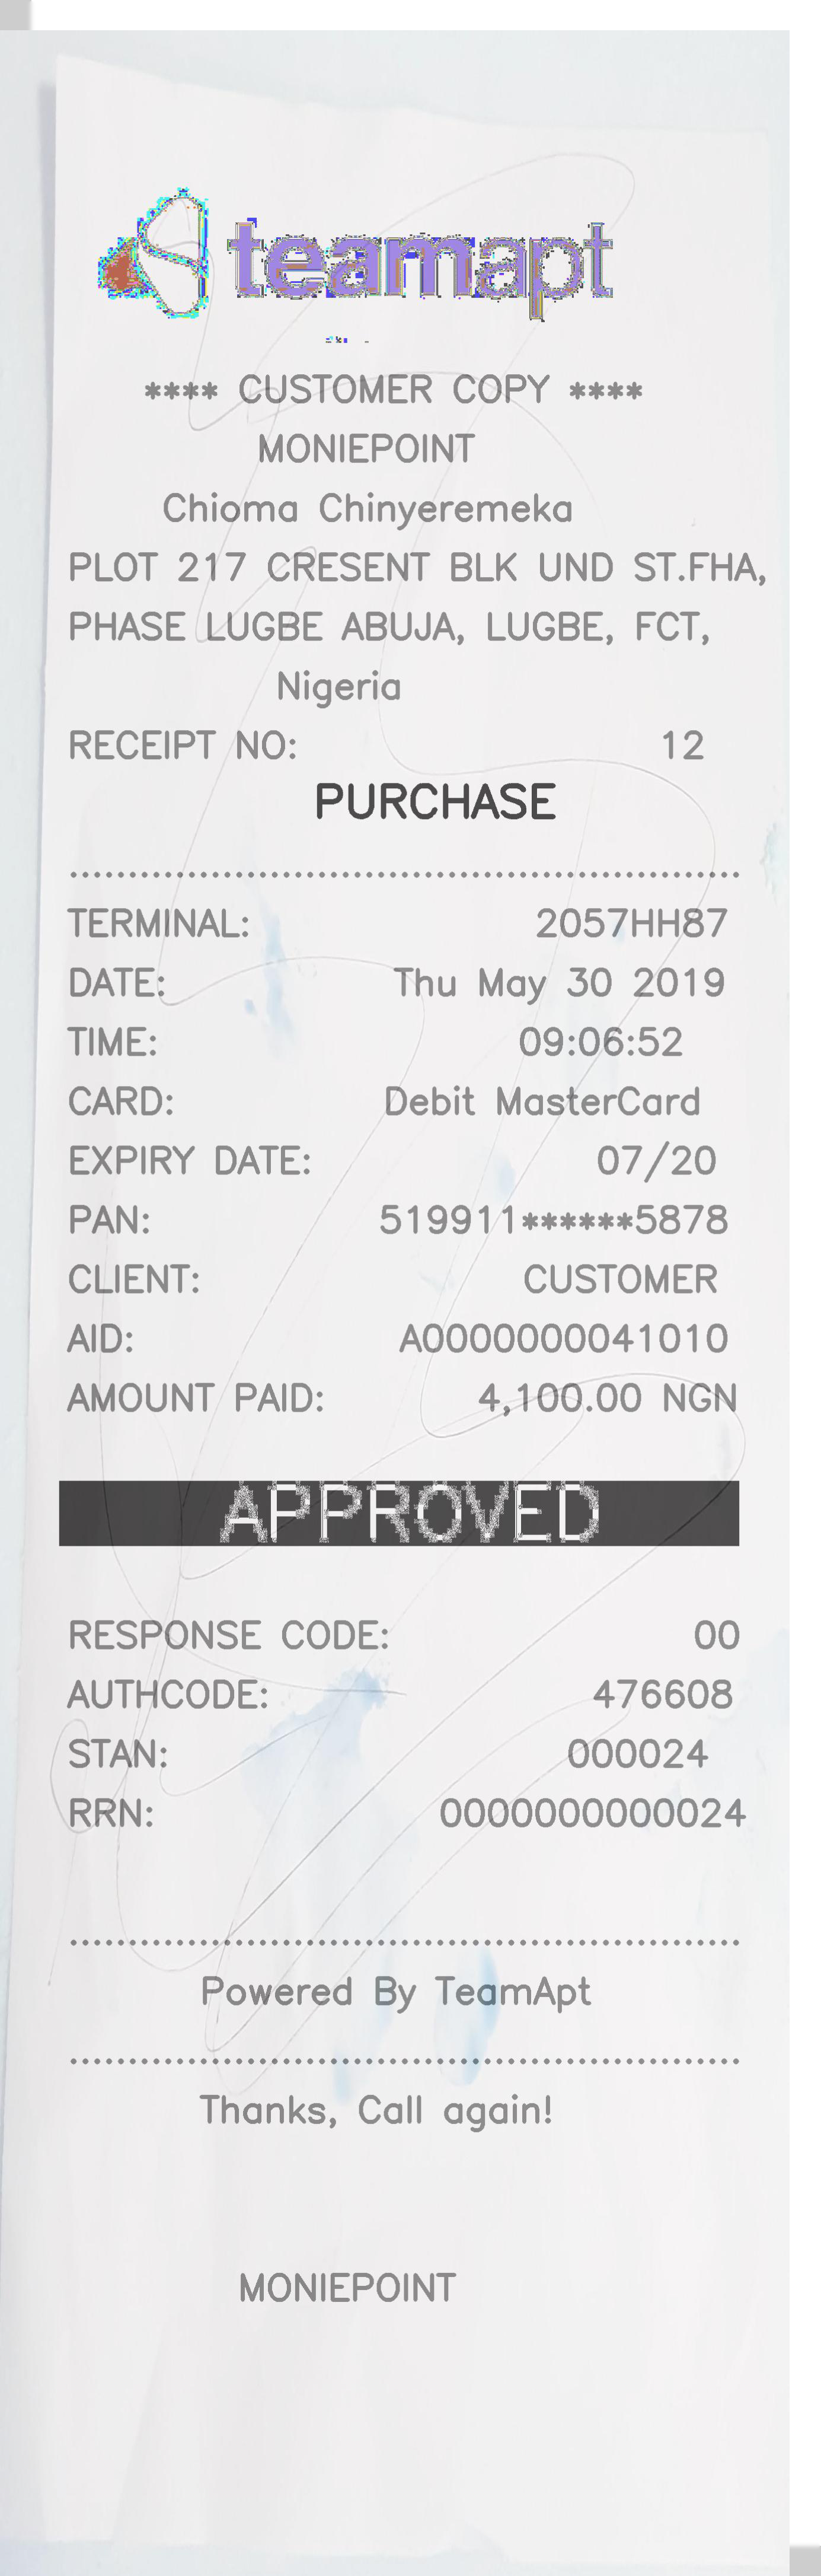 teamapt
**** CUSTOMER COPY ****
MONIEPOINT
Chioma Chinyeremeka
PLOT 217 CRESENT BLK UND ST.FHA,
PHASE LUGBE ABUJA, LUGBE, FCT,
Nigeria
RECEIPT NO: 12
PURCHASE
TERMINAL: 2057HH87
DATE: Thu May 30 2019
TIME: 09:06:52
CARD: Debit MasterCard
EXPIRY DATE: 07/20
PAN: 519911******5878
CLIENT: CUSTOMER
AID: A0000000041010
AMOUNT PAID: 4,100.00 NGN
APPROVED
RESPONSE CODE: 00
AUTHCODE: 476608
STAN: 000024
RRN: 0000000000024
Powered By TeamApt
Thanks, Call again!
MONIEPOINT